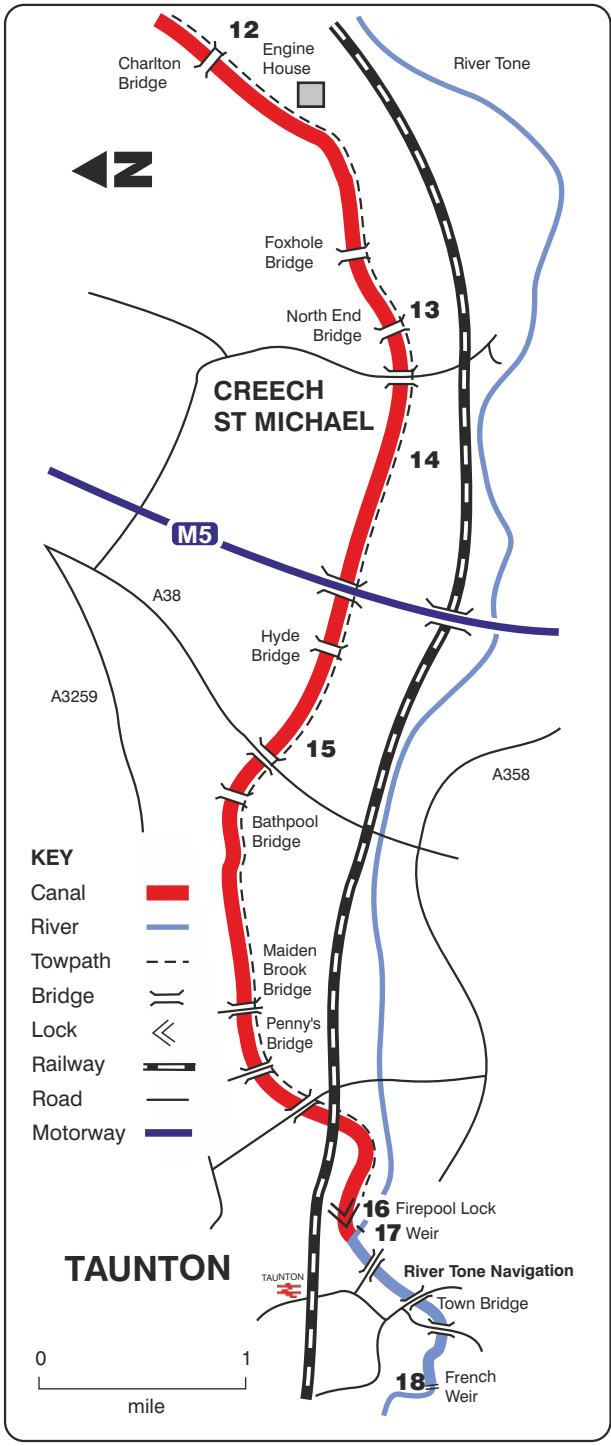 12
Engine
House
Charlton
Bridge
River Tone
N
Foxhole
Bridge
13
North End
Bridge
CREECH
ST MICHAEL
14
M5
A38
Hyde
Bridge
A3259
15
A358
Bathpool
Bridge
KEY
Canal
River
Towpath
Bridge
Lock
Railway
Road
Motorway
Maiden
Brook
Bridge
Penny's
Bridge
16 Firepool Lock
17 Weir
TAUNTON
River Tone Navigation
TAUNTON
Town Bridge
0 1
mile
18 French
Weir